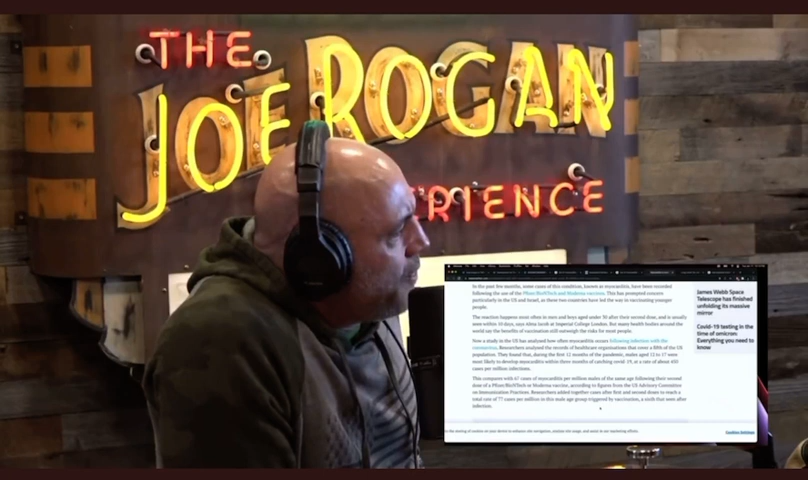 THE
JOE ROGAN
ERIENCE
In the past few months, some cases of this condition, known as myocarditis, have been recorded
following the use of the Pfizer/BioNTech and Moderna vaccines. This has prompted concern
particularly in the US and Israel, as these two countries have led the way in vaccinating younger
people.
The reaction happens most often in men and boys aged under 30 after their second dose, and is usually
seen within 10 days, says at Imperial College London. But many health bodies around the
world say the benefits of vaccination still outweigh the risks for most people.
Now a study in the US has analysed how often myocarditis occurs following infection with the
coronavirus. Researchers analysed the records of healthcare organisations that cover a fifth of the US
population. They found that, during the first 12 months of the pandemic, males aged 12 to 17 were
most likely to develop myocarditis within three months of catching covid-19, at a rate of about 450
cases per million infections.
This compares with 67 cases of myocarditis per million males of the same age following their second
dose of a Pfizer/BioNTech or Moderna vaccine, according to figures from the US Advisory Committee
on Immunization Practices. Researchers added together cases after first and second doses to reach a
total rate of 77 cases per million in this male age group triggered by vaccination, a sixth that seen after
infection.
James Webb Space
Telescope has finished
unfolding its massive
mirror
Covid-19 testing in the
time of omicron:
Everything you need to
know
Cookies Settings